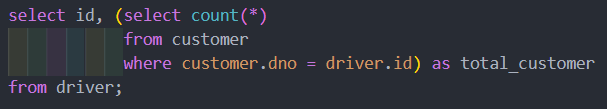 select id, (select count(*)
from customer
where customer.dno = driver.id) as total_customer
from driver;